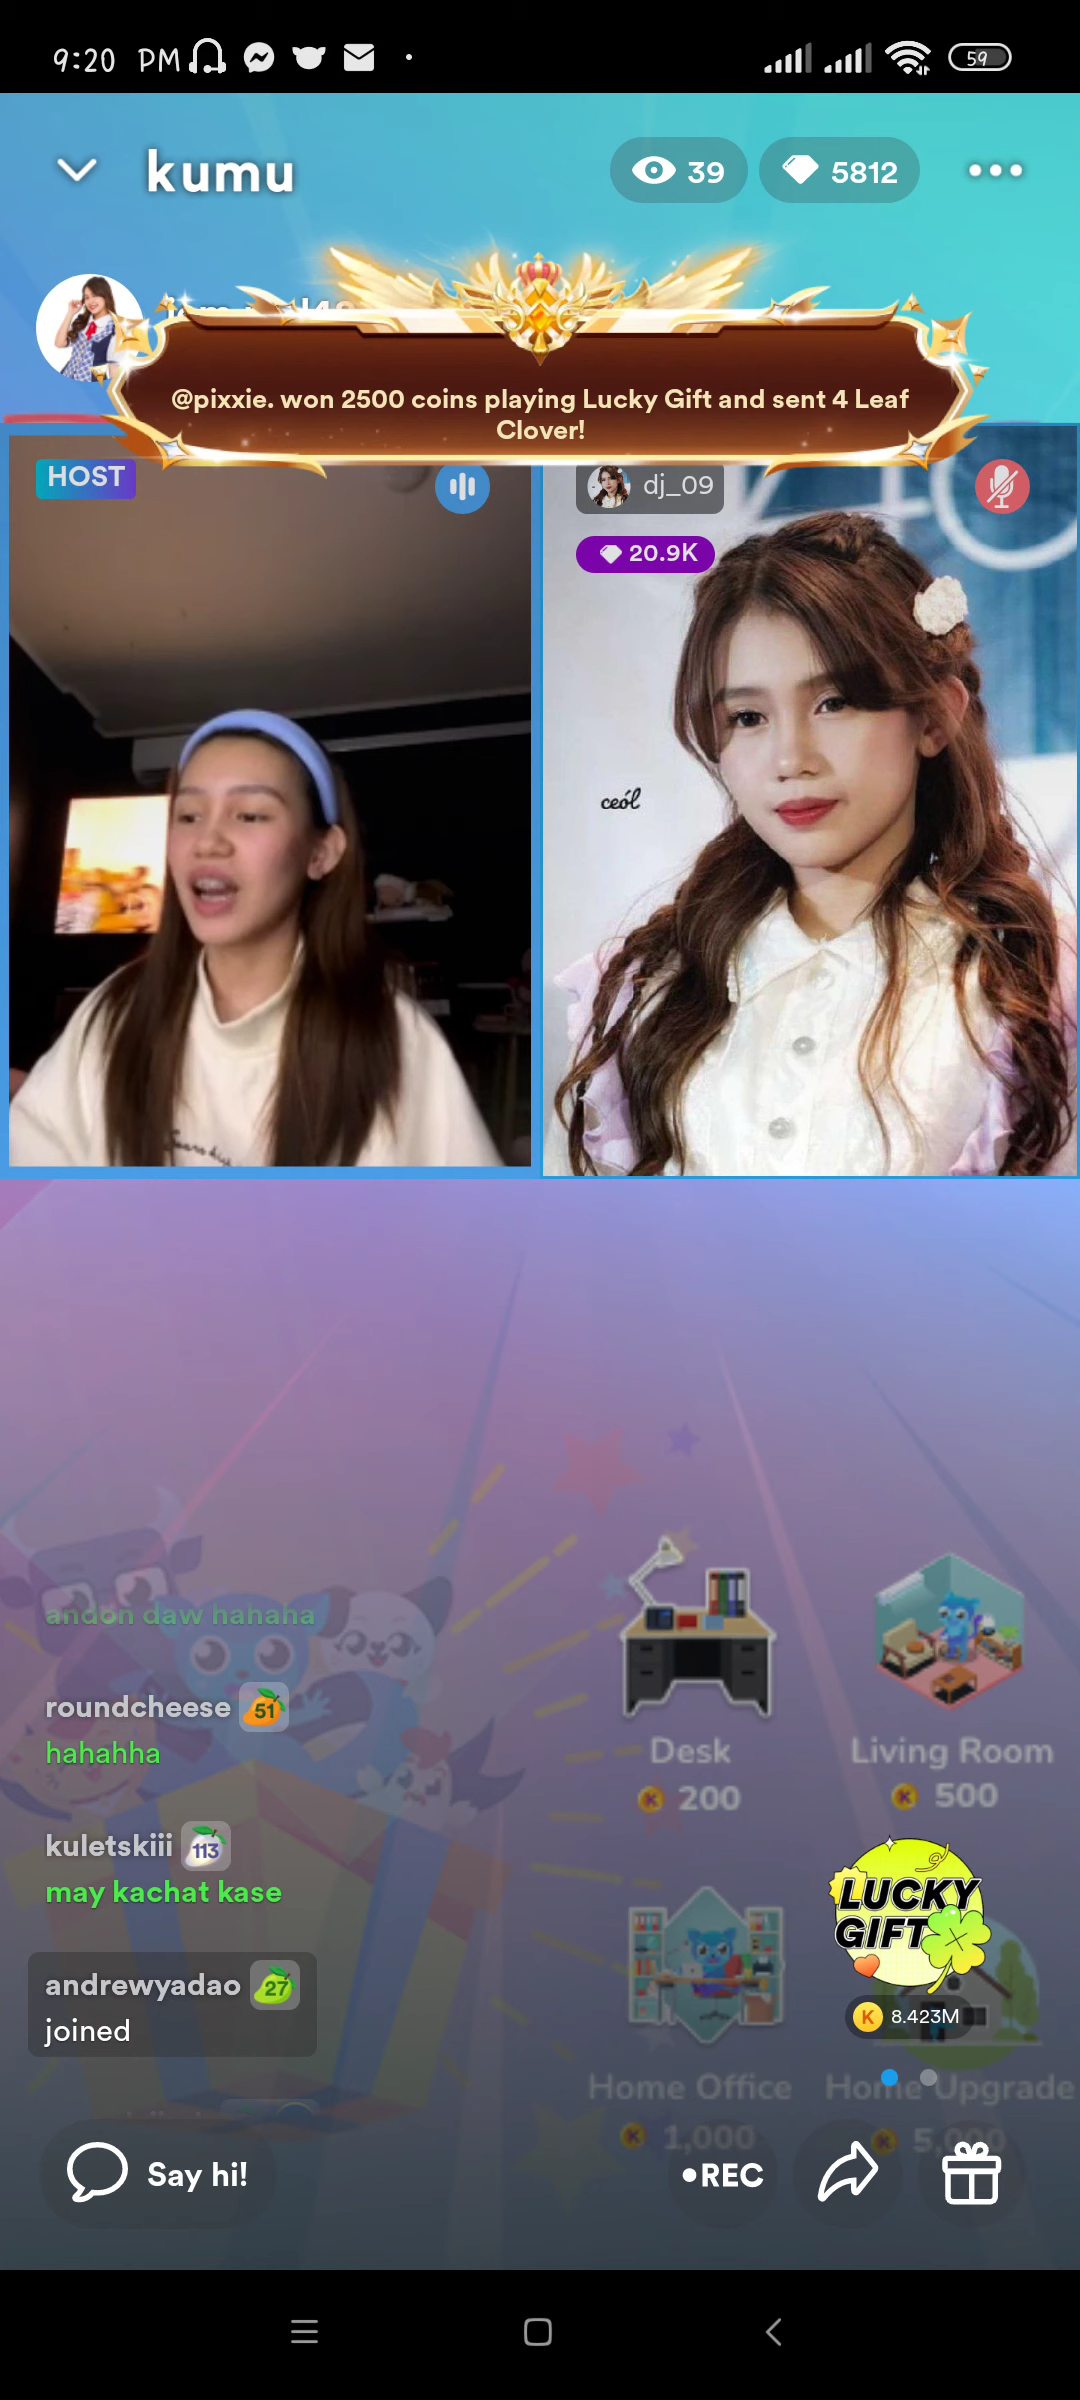 9:20 PM
59
kumu
39
5812
@pixxie. won 2500 coins playing Lucky Gift and sent 4 Leaf
Clover!
HOST
dj_09
20.9K
ceól
andon daw hahaha
roundcheese 51
hahahha
kuletskiii 113
may kachat kase
andrewyadao 27
joined
Desk
200
Living Room
500
LUCKY
GIFT
K 8.423M
Home Office
1,000
Home Upgrade
5,000
Say hi!
•REC